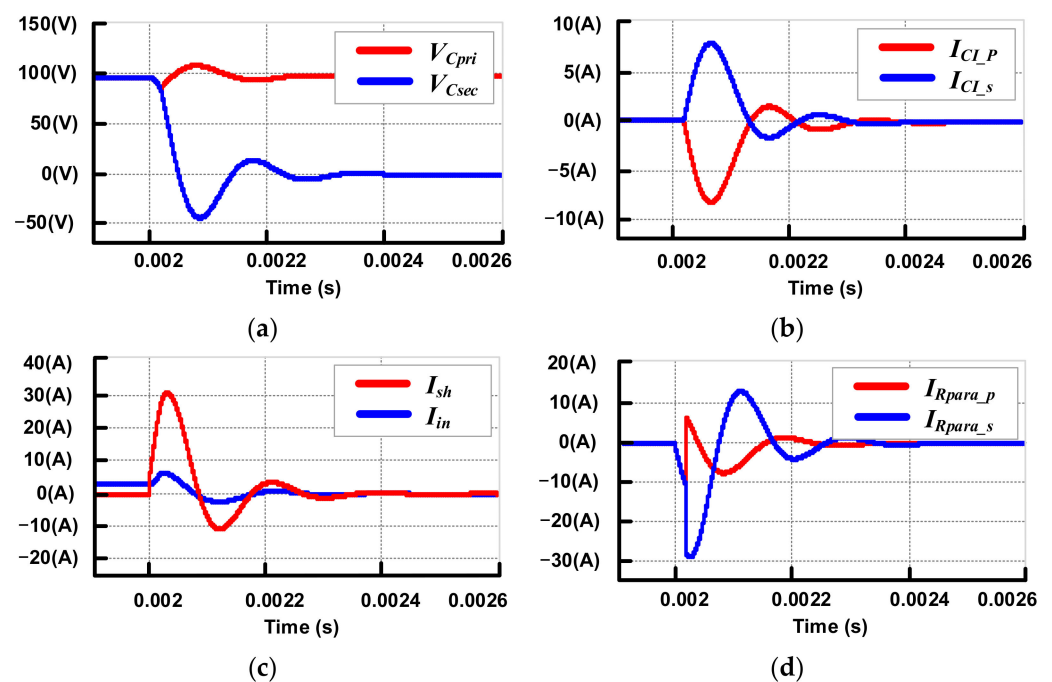 150(V)
100(V)
50(V)
0(V)
−50(V)
V_Cpri
V_Csec
0.002 0.0022 0.0024 0.0026
Time (s)
(a)
10(A)
5(A)
0(A)
−5(A)
−10(A)
I_CI_P
I_CI_s
0.002 0.0022 0.0024 0.0026
Time (s)
(b)
40(A)
30(A)
20(A)
10(A)
0(A)
−10(A)
−20(A)
I_sh
I_in
0.002 0.0022 0.0024 0.0026
Time (s)
(c)
20(A)
10(A)
0(A)
−10(A)
−20(A)
−30(A)
I_Rpara_p
I_Rpara_s
0.002 0.0022 0.0024 0.0026
Time (s)
(d)